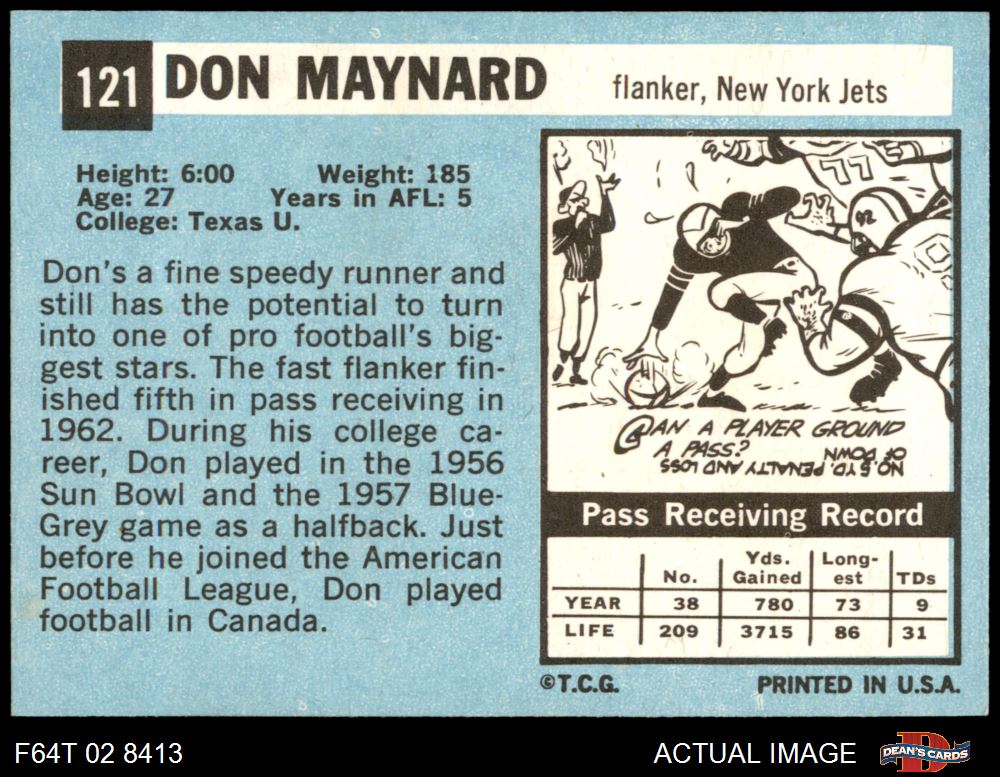 121 DON MAYNARD flanker, New York Jets
Height: 6:00 Weight: 185
Age: 27 Years in AFL: 5
College: Texas U.
Don's a fine speedy runner and
still has the potential to turn
into one of pro football's big-
gest stars. The fast flanker fin-
ished fifth in pass receiving in
1962. During his college ca-
reer, Don played in the 1956
Sun Bowl and the 1957 Blue-
Grey game as a halfback. Just
before he joined the American
Football League, Don played
football in Canada.
77
82
CAN A PLAYER GROUND
A PASS?
NO. 5 YD. PENALTY AND LOSS
OF DOWN
Pass Receiving Record
No. Yds. Gained Long-est TDs
YEAR 38 780 73 9
LIFE 209 3715 86 31
©T.C.G. PRINTED IN U.S.A.
F64T 02 8413 ACTUAL IMAGE DEAN'S CARDS